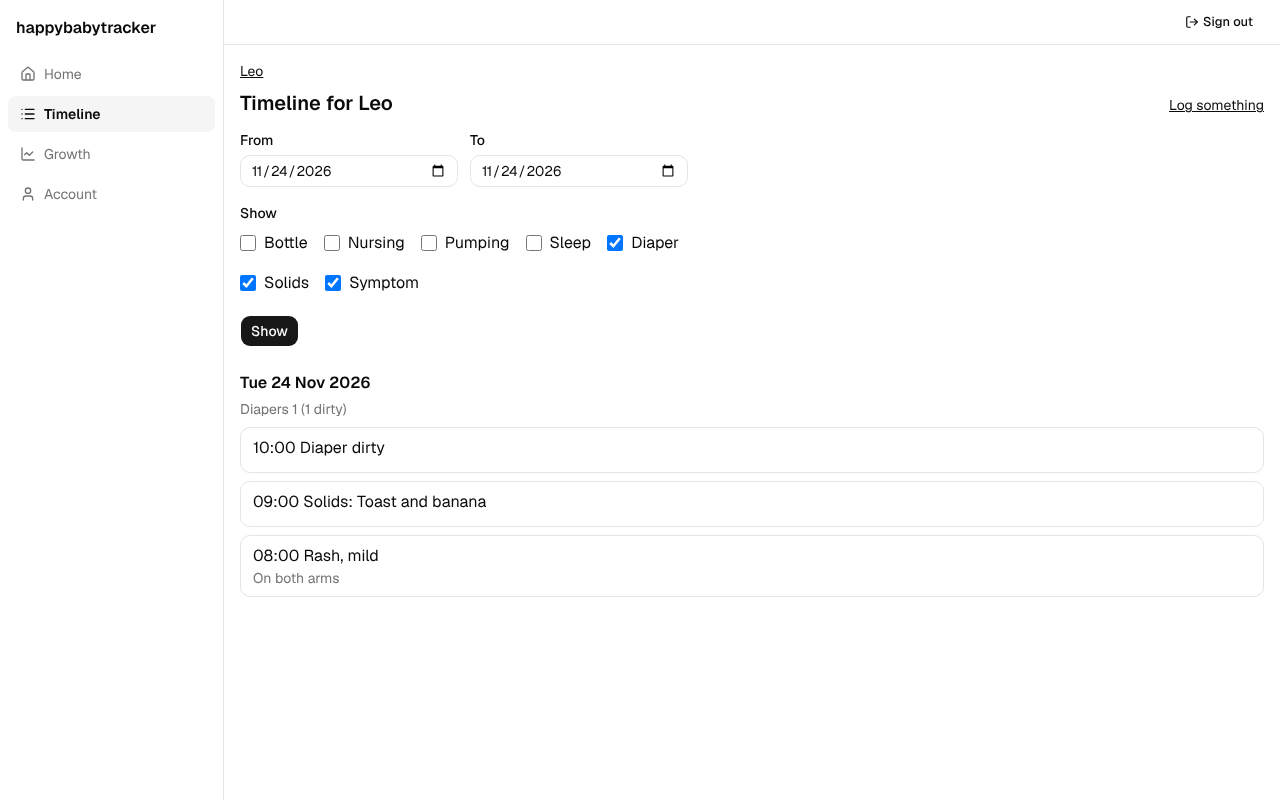 happybabytracker
Sign out
Home
Timeline
Growth
Account
Leo
Timeline for Leo
Log something
From
To
11/24/2026
11/24/2026
Show
Bottle
Nursing
Pumping
Sleep
Diaper
Solids
Symptom
Show
Tue 24 Nov 2026
Diapers 1 (1 dirty)
10:00 Diaper dirty
09:00 Solids: Toast and banana
08:00 Rash, mild
On both arms